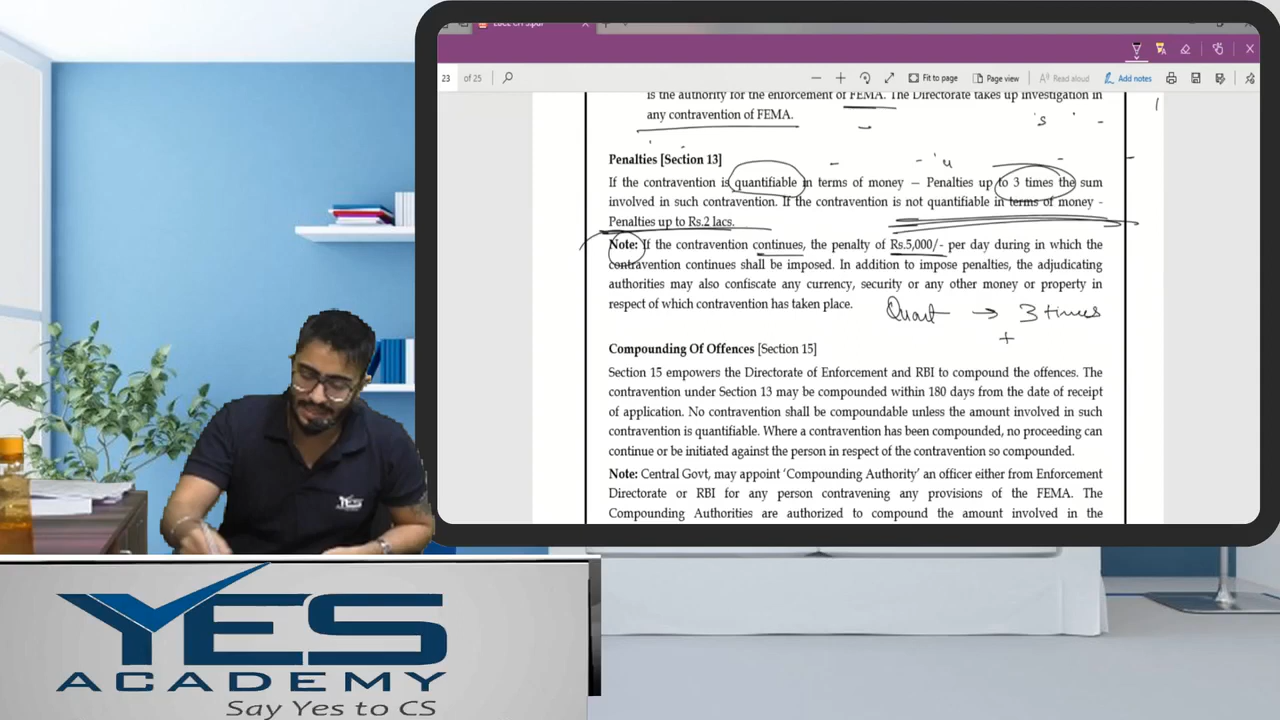 23 of 25
Fit to page
Page view
Read aloud
Add notes
is the authority for the enforcement of FEMA. The Directorate takes up investigation in
any contravention of FEMA.
Penalties [Section 13]
If the contravention is quantifiable in terms of money – Penalties up to 3 times the sum
involved in such contravention. If the contravention is not quantifiable in terms of money -
Penalties up to Rs.2 lacs.
Note: If the contravention continues, the penalty of Rs.5,000/- per day during in which the
contravention continues shall be imposed. In addition to impose penalties, the adjudicating
authorities may also confiscate any currency, security or any other money or property in
respect of which contravention has taken place.
Quant → 3 times
+
Compounding Of Offences [Section 15]
Section 15 empowers the Directorate of Enforcement and RBI to compound the offences. The
contravention under Section 13 may be compounded within 180 days from the date of receipt
of application. No contravention shall be compoundable unless the amount involved in such
contravention is quantifiable. Where a contravention has been compounded, no proceeding can
continue or be initiated against the person in respect of the contravention so compounded.
Note: Central Govt, may appoint ‘Compounding Authority’ an officer either from Enforcement
Directorate or RBI for any person contravening any provisions of the FEMA. The
Compounding Authorities are authorized to compound the amount involved in the
YES
YES
ACADEMY
Say Yes to CS